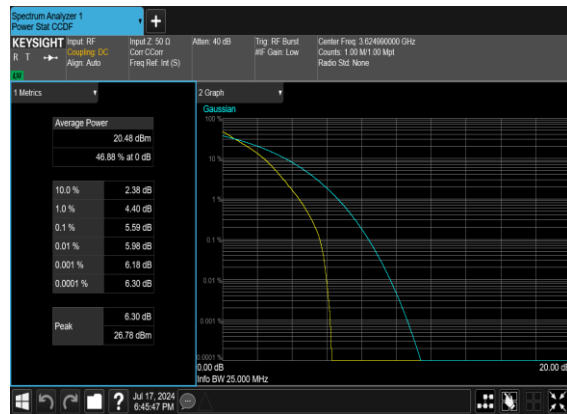 Spectrum Analyzer 1
Power Stat CCDF
+
KEYSIGHT
R T
LW
Input: RF
Coupling: DC
Align: Auto
Input Z: 50 Ω
Corr CCorr
Freq Ref: Int (S)
Atten: 40 dB
Trig: RF Burst
#IF Gain: Low
Center Freq: 3.624990000 GHz
Counts: 1.00 M/1.00 Mpt
Radio Std: None
1 Metrics
Average Power
20.48 dBm
46.88 % at 0 dB
10.0 % 2.38 dB
1.0 % 4.40 dB
0.1 % 5.59 dB
0.01 % 5.98 dB
0.001 % 6.18 dB
0.0001 % 6.30 dB
Peak
6.30 dB
26.78 dBm
2 Graph
Gaussian
100 %
10 %
1 %
0.1 %
0.01 %
0.001 %
0.0001 %
0.00 dB
20.00 d
Info BW 25.000 MHz
?
Jul 17, 2024
6:45:47 PM